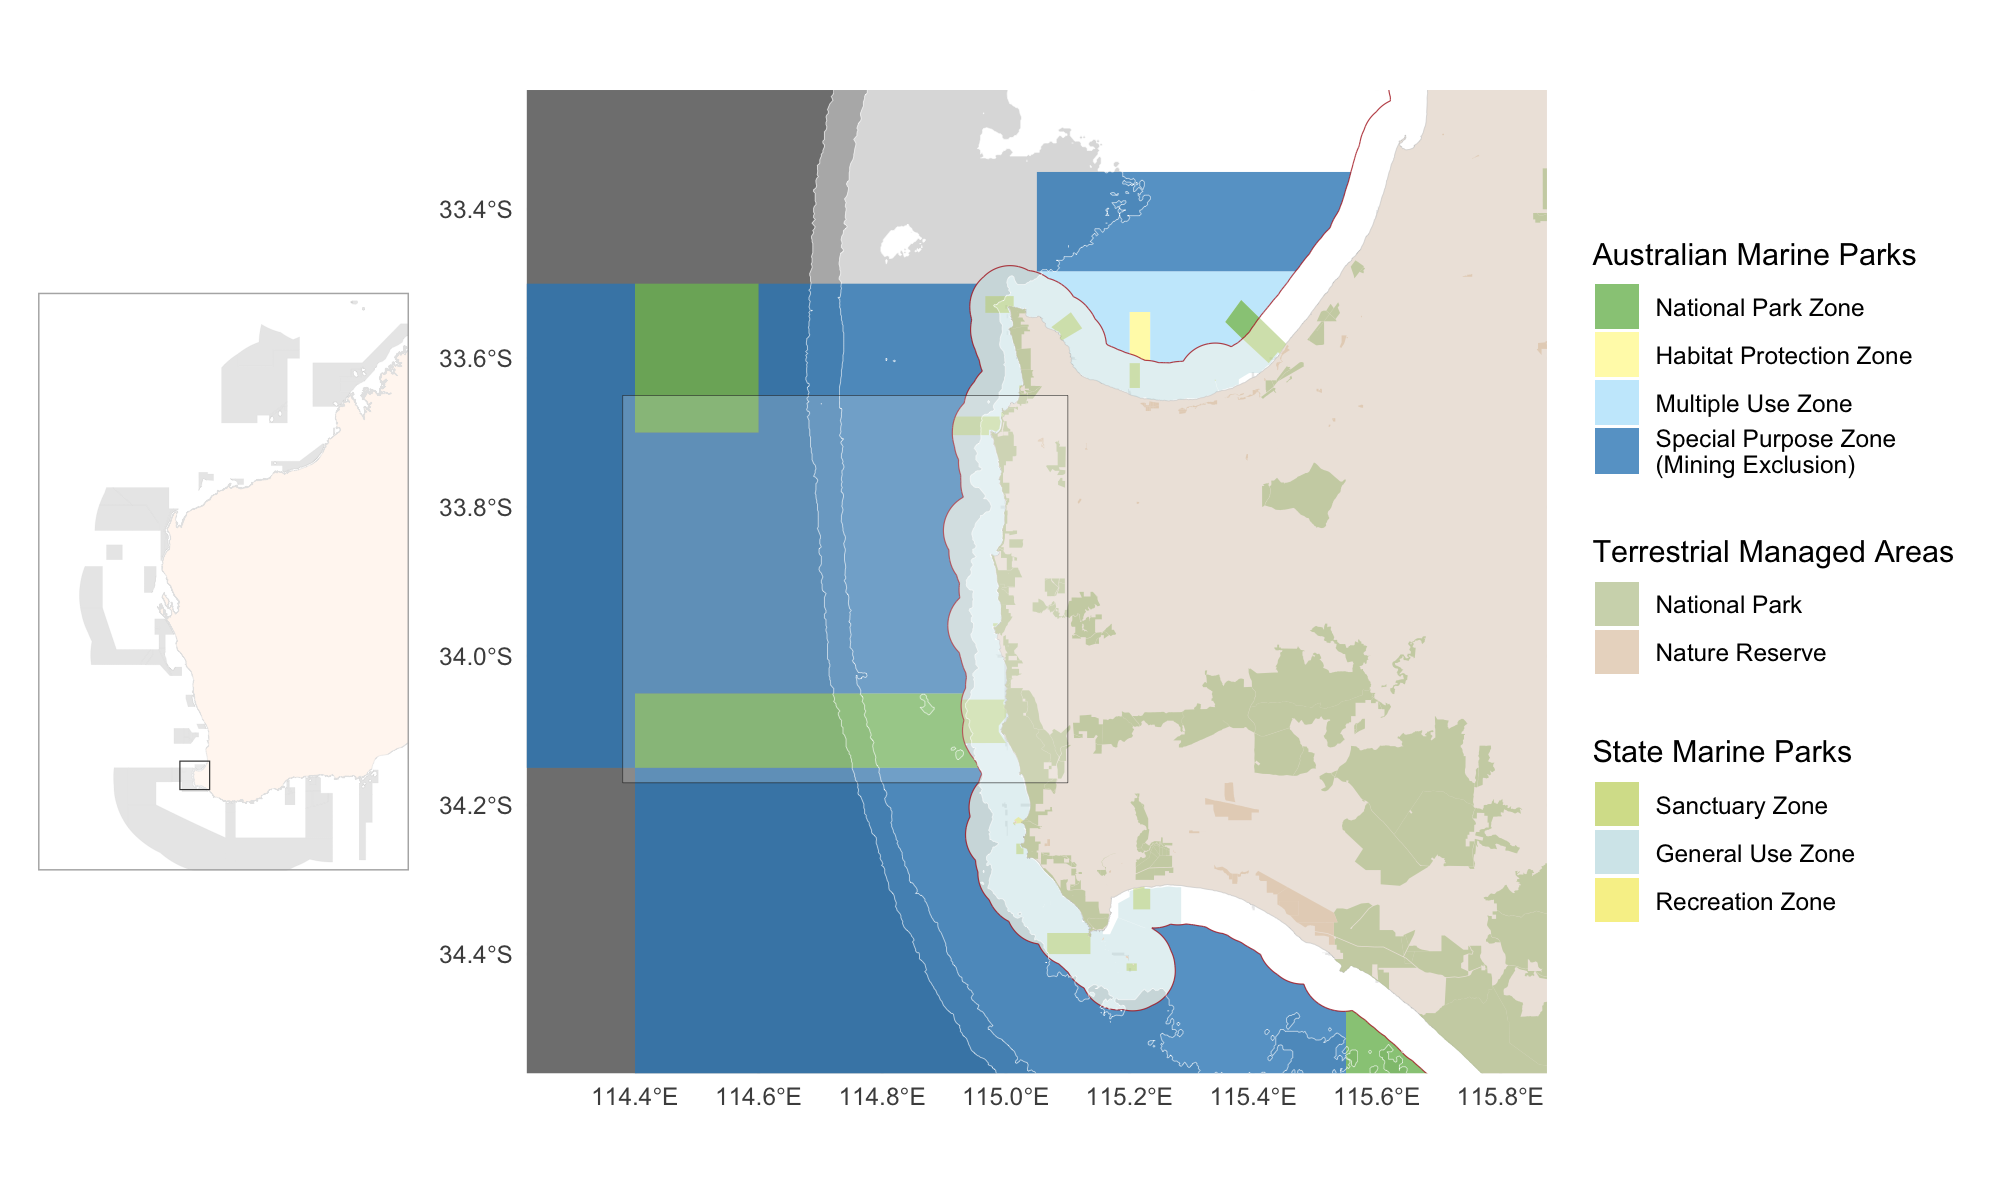 33.4°S
33.6°S
33.8°S
34.0°S
34.2°S
34.4°S
114.4°E 114.6°E 114.8°E 115.0°E 115.2°E 115.4°E 115.6°E 115.8°E
Australian Marine Parks
National Park Zone
Habitat Protection Zone
Multiple Use Zone
Special Purpose Zone
(Mining Exclusion)
Terrestrial Managed Areas
National Park
Nature Reserve
State Marine Parks
Sanctuary Zone
General Use Zone
Recreation Zone